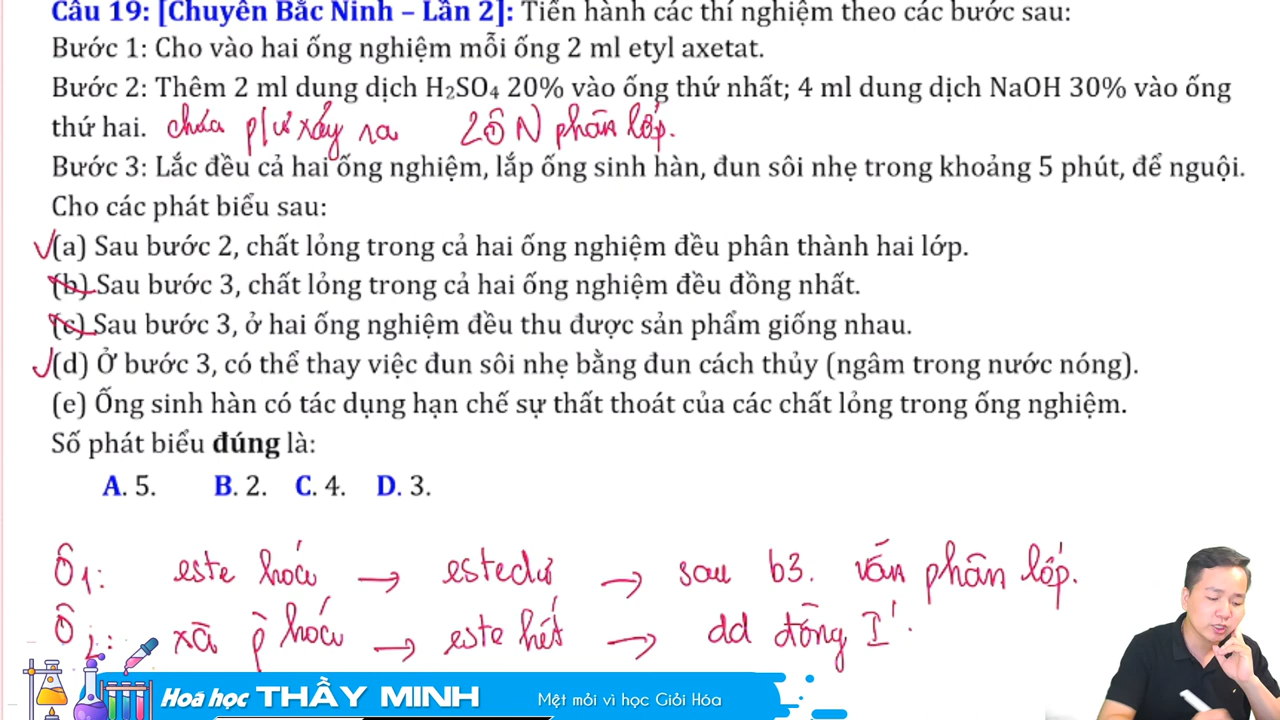 Câu 19: [Chuyên Bắc Ninh – Lần 2]: Tiến hành các thí nghiệm theo các bước sau:
Bước 1: Cho vào hai ống nghiệm mỗi ống 2 ml etyl axetat.
Bước 2: Thêm 2 ml dung dịch H₂SO₄ 20% vào ống thứ nhất; 4 ml dung dịch NaOH 30% vào ống
thứ hai. chưa p/ư xảy ra 2ÔN phân lớp.
Bước 3: Lắc đều cả hai ống nghiệm, lắp ống sinh hàn, đun sôi nhẹ trong khoảng 5 phút, để nguội.
Cho các phát biểu sau:
(a) Sau bước 2, chất lỏng trong cả hai ống nghiệm đều phân thành hai lớp.
(b) Sau bước 3, chất lỏng trong cả hai ống nghiệm đều đồng nhất.
(c) Sau bước 3, ở hai ống nghiệm đều thu được sản phẩm giống nhau.
(d) Ở bước 3, có thể thay việc đun sôi nhẹ bằng đun cách thủy (ngâm trong nước nóng).
(e) Ống sinh hàn có tác dụng hạn chế sự thất thoát của các chất lỏng trong ống nghiệm.
Số phát biểu đúng là:
A. 5. B. 2. C. 4. D. 3.
Ô1: este hóa → este dư → sau b3. vẫn phân lớp.
Ô2: xà p hóa → este hết → dd đồng I'.
Hoá học THẦY MINH Mệt mỏi vì học Giỏi Hóa